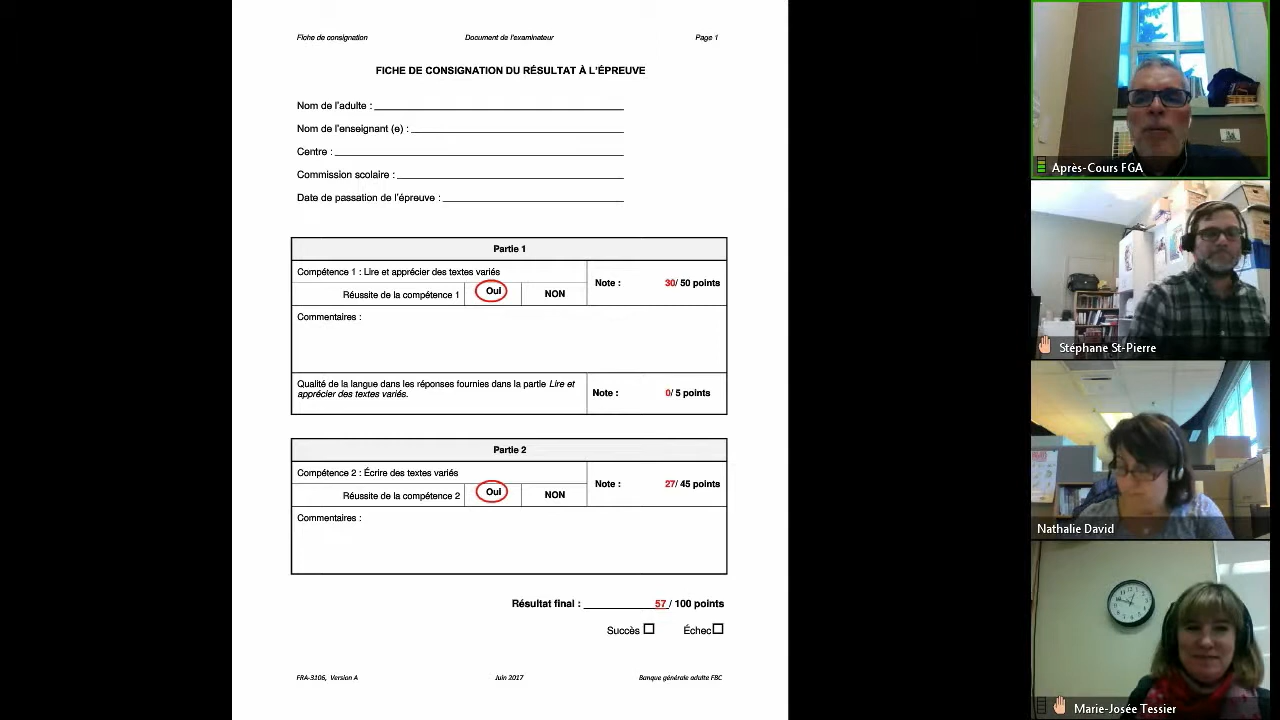 Fiche de consignation Document de l'examinateur Page 1
FICHE DE CONSIGNATION DU RÉSULTAT À L'ÉPREUVE
Nom de l'adulte :
Nom de l'enseignant (e) :
Centre :
Commission scolaire :
Date de passation de l'épreuve :
Partie 1
Compétence 1 : Lire et apprécier des textes variés
Note : 30/ 50 points
Réussite de la compétence 1 Oui NON
Commentaires :
Qualité de la langue dans les réponses fournies dans la partie Lire et
apprécier des textes variés.
Note : 0/ 5 points
Partie 2
Compétence 2 : Écrire des textes variés
Note : 27/ 45 points
Réussite de la compétence 2 Oui NON
Commentaires :
Résultat final : 57 / 100 points
Succès Échec
FRA-3106, Version A Juin 2017 Banque générale adulte FBC
Après-Cours FGA
Stéphane St-Pierre
Nathalie David
Marie-Josée Tessier